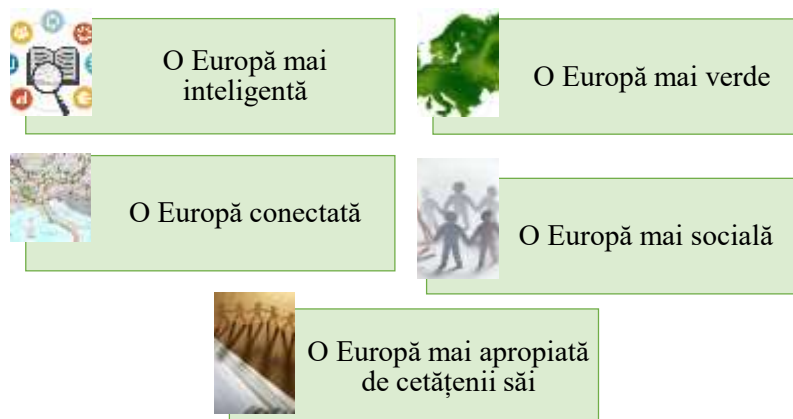 O Europă mai
inteligentă
O Europă mai verde
O Europă conectată
O Europă mai socială
O Europă mai apropiată
de cetățenii săi